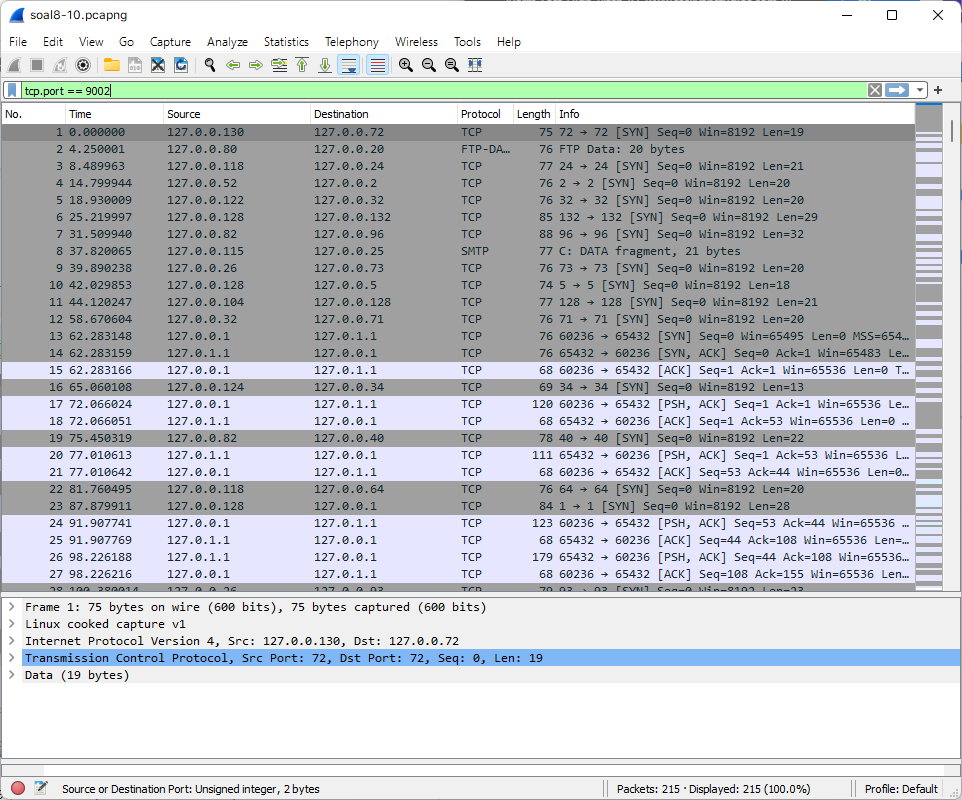 soal8-10.pcapng
File Edit View Go Capture Analyze Statistics Telephony Wireless Tools Help
tcp.port == 9002
No. Time Source Destination Protocol Length Info
1 0.000000 127.0.0.130 127.0.0.72 TCP 75 72 → 72 [SYN] Seq=0 Win=8192 Len=19
2 4.250001 127.0.0.80 127.0.0.20 FTP-DA… 76 FTP Data: 20 bytes
3 8.489963 127.0.0.118 127.0.0.24 TCP 77 24 → 24 [SYN] Seq=0 Win=8192 Len=21
4 14.799944 127.0.0.52 127.0.0.2 TCP 76 2 → 2 [SYN] Seq=0 Win=8192 Len=20
5 18.930009 127.0.0.122 127.0.0.32 TCP 76 32 → 32 [SYN] Seq=0 Win=8192 Len=20
6 25.219997 127.0.0.128 127.0.0.132 TCP 85 132 → 132 [SYN] Seq=0 Win=8192 Len=29
7 31.509940 127.0.0.82 127.0.0.96 TCP 88 96 → 96 [SYN] Seq=0 Win=8192 Len=32
8 37.820065 127.0.0.115 127.0.0.25 SMTP 77 C: DATA fragment, 21 bytes
9 39.890238 127.0.0.26 127.0.0.73 TCP 76 73 → 73 [SYN] Seq=0 Win=8192 Len=20
10 42.029853 127.0.0.128 127.0.0.5 TCP 74 5 → 5 [SYN] Seq=0 Win=8192 Len=18
11 44.120247 127.0.0.104 127.0.0.128 TCP 77 128 → 128 [SYN] Seq=0 Win=8192 Len=21
12 58.670604 127.0.0.32 127.0.0.71 TCP 76 71 → 71 [SYN] Seq=0 Win=8192 Len=20
13 62.283148 127.0.0.1 127.0.1.1 TCP 76 60236 → 65432 [SYN] Seq=0 Win=65495 Len=0 MSS=654…
14 62.283159 127.0.1.1 127.0.0.1 TCP 76 65432 → 60236 [SYN, ACK] Seq=0 Ack=1 Win=65483 Le…
15 62.283166 127.0.0.1 127.0.1.1 TCP 68 60236 → 65432 [ACK] Seq=1 Ack=1 Win=65536 Len=0 T…
16 65.060108 127.0.0.124 127.0.0.34 TCP 69 34 → 34 [SYN] Seq=0 Win=8192 Len=13
17 72.066024 127.0.0.1 127.0.1.1 TCP 120 60236 → 65432 [PSH, ACK] Seq=1 Ack=1 Win=65536 Le…
18 72.066051 127.0.1.1 127.0.0.1 TCP 68 65432 → 60236 [ACK] Seq=1 Ack=53 Win=65536 Len=0 …
19 75.450319 127.0.0.82 127.0.0.40 TCP 78 40 → 40 [SYN] Seq=0 Win=8192 Len=22
20 77.010613 127.0.1.1 127.0.0.1 TCP 111 65432 → 60236 [PSH, ACK] Seq=1 Ack=53 Win=65536 L…
21 77.010642 127.0.0.1 127.0.1.1 TCP 68 60236 → 65432 [ACK] Seq=53 Ack=44 Win=65536 Len=0…
22 81.760495 127.0.0.118 127.0.0.64 TCP 76 64 → 64 [SYN] Seq=0 Win=8192 Len=20
23 87.879911 127.0.0.128 127.0.0.1 TCP 84 1 → 1 [SYN] Seq=0 Win=8192 Len=28
24 91.907741 127.0.0.1 127.0.1.1 TCP 123 60236 → 65432 [PSH, ACK] Seq=53 Ack=44 Win=65536 …
25 91.907769 127.0.1.1 127.0.0.1 TCP 68 65432 → 60236 [ACK] Seq=44 Ack=108 Win=65536 Len=…
26 98.226188 127.0.1.1 127.0.0.1 TCP 179 65432 → 60236 [PSH, ACK] Seq=44 Ack=108 Win=65536…
27 98.226216 127.0.0.1 127.0.1.1 TCP 68 60236 → 65432 [ACK] Seq=108 Ack=155 Win=65536 Len…
28 100.380014 127.0.0.26 127.0.0.93 TCP 79 93 → 93 [SYN] Seq=0 Win=8192 Len=23
Frame 1: 75 bytes on wire (600 bits), 75 bytes captured (600 bits)
Linux cooked capture v1
Internet Protocol Version 4, Src: 127.0.0.130, Dst: 127.0.0.72
Transmission Control Protocol, Src Port: 72, Dst Port: 72, Seq: 0, Len: 19
Data (19 bytes)
Source or Destination Port: Unsigned integer, 2 bytes Packets: 215 · Displayed: 215 (100.0%) Profile: Default